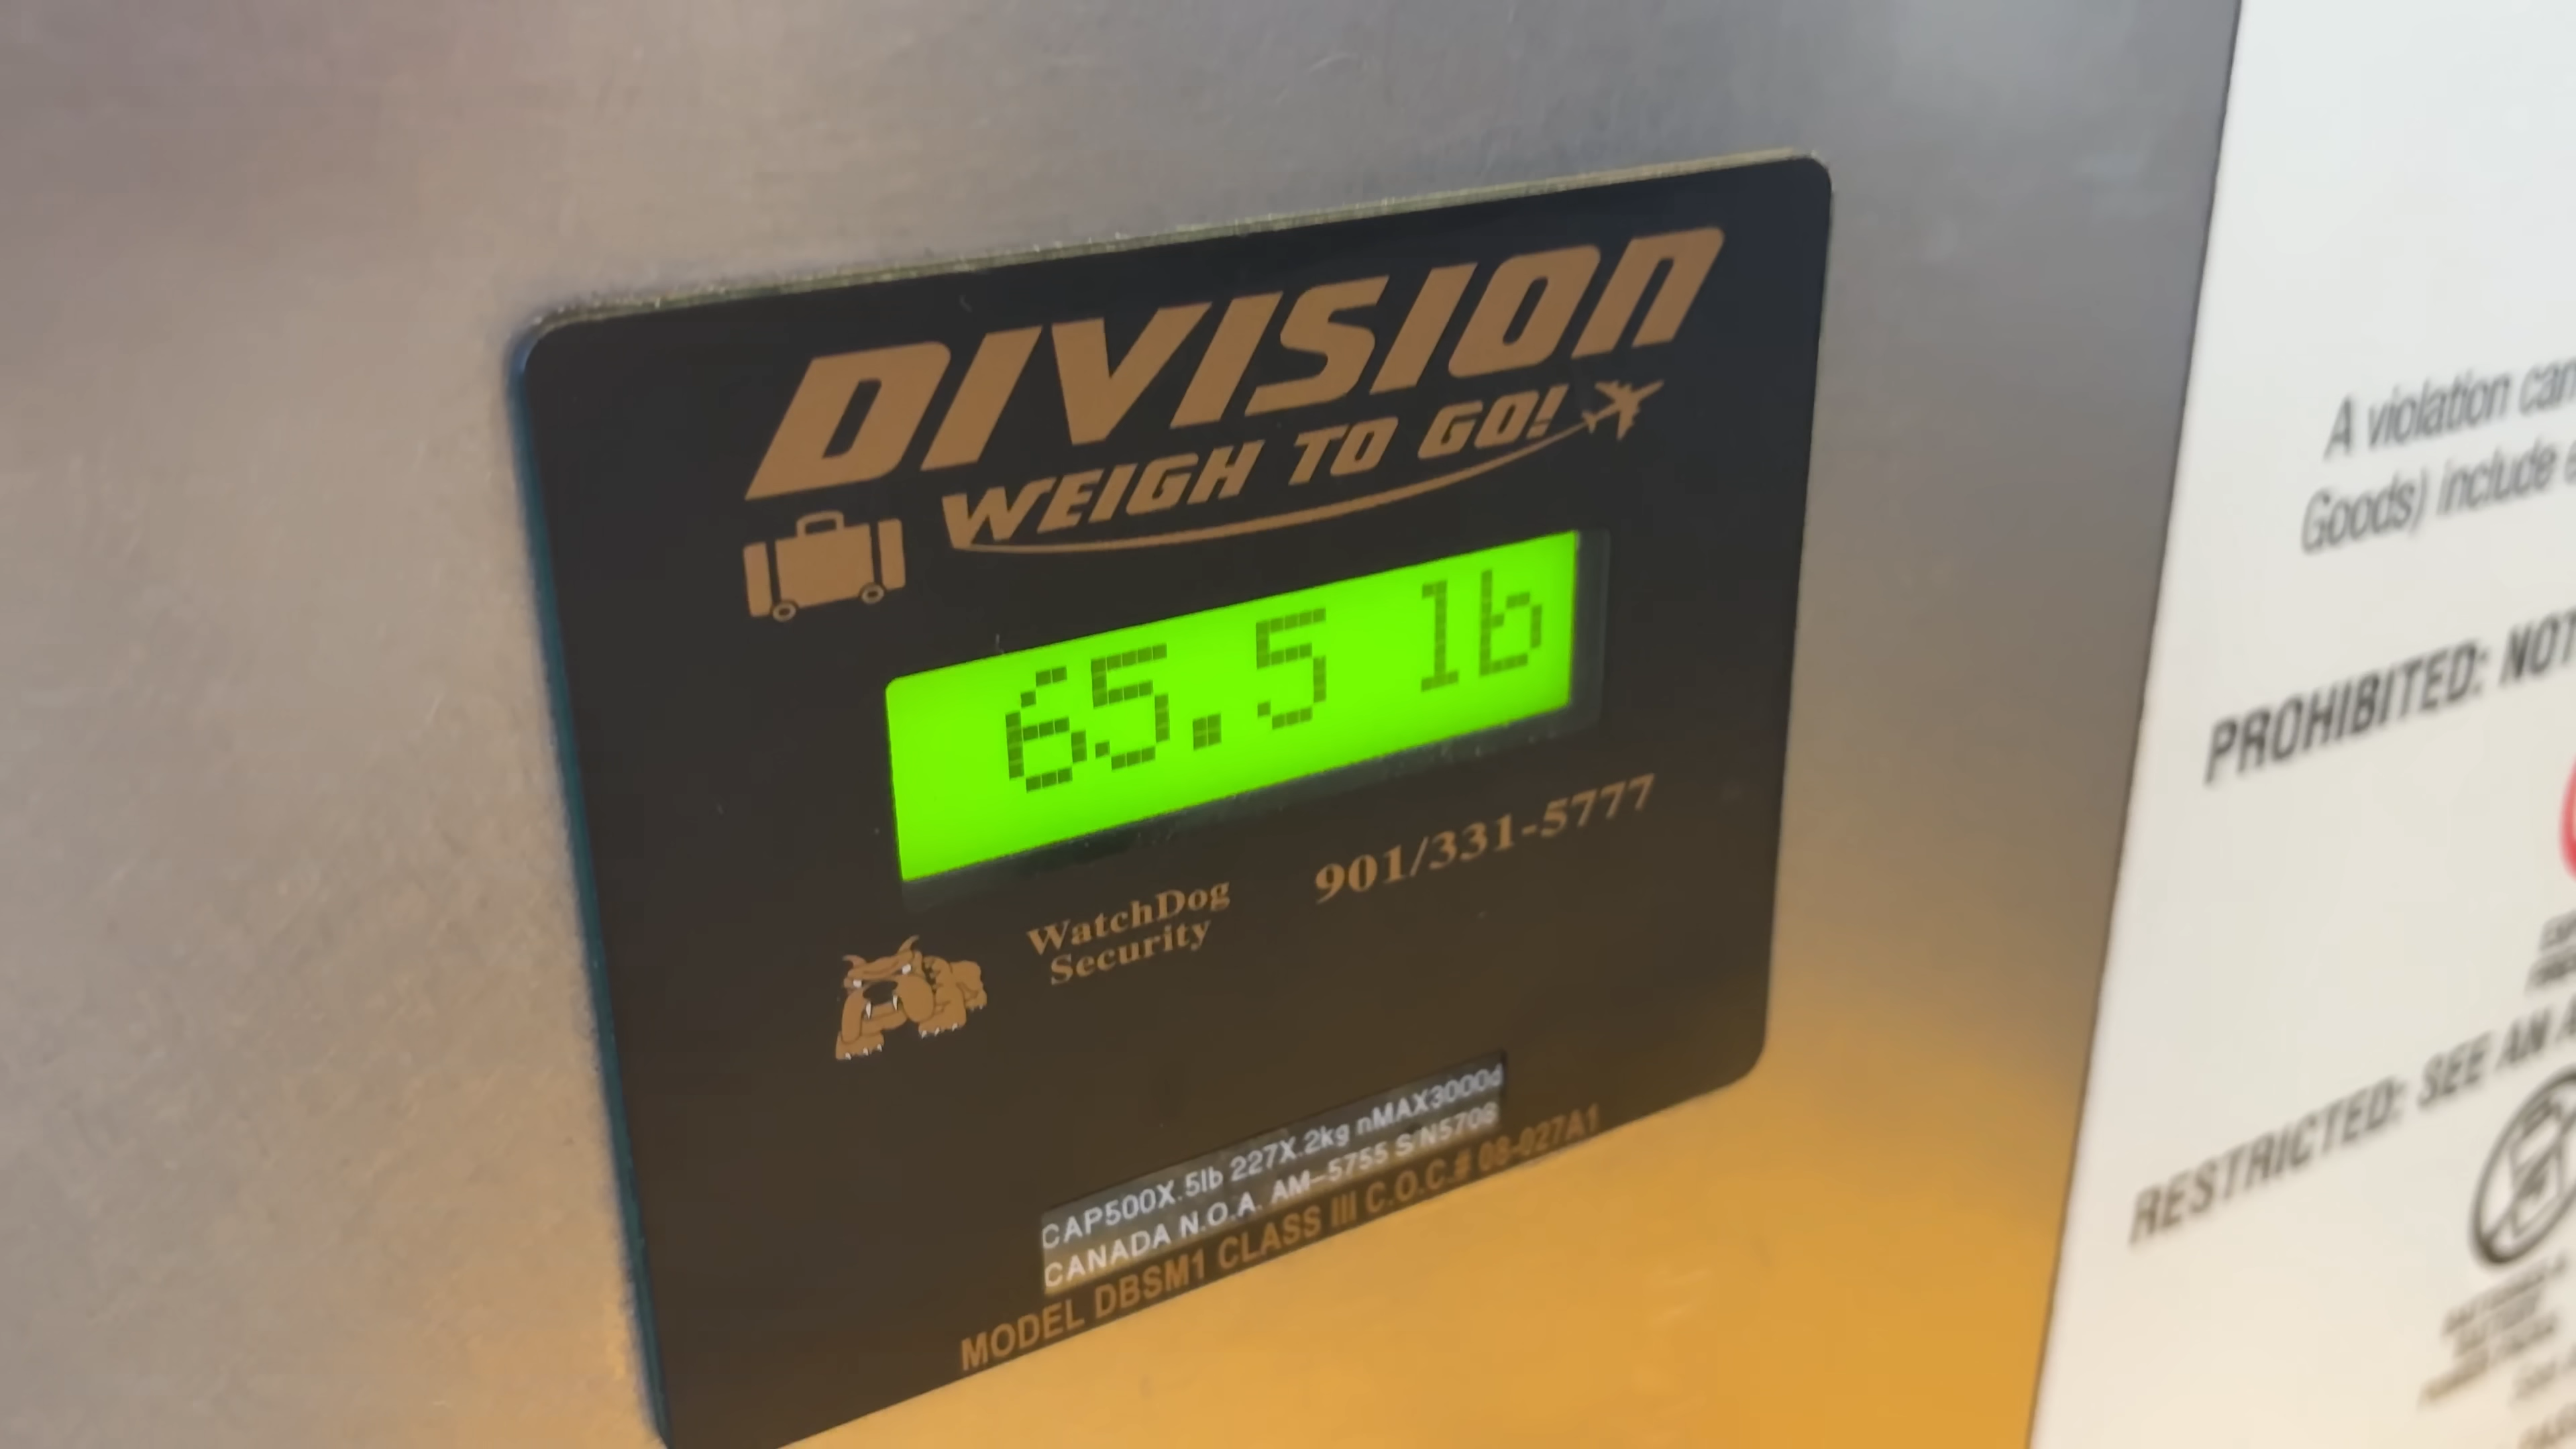 DIVISION
WEIGH TO GO!
65.5 lb
WatchDog
Security
901/331-5777
CAP500X.5lb 227X.2kg nMAX3000d
CANADA N.O.A. AM-5755 S/N5708
MODEL DBSM1 CLASS III C.O.C.# 08-027A1
A violation can
Goods) include
PROHIBITED: NOT
RESTRICTED: SEE AN